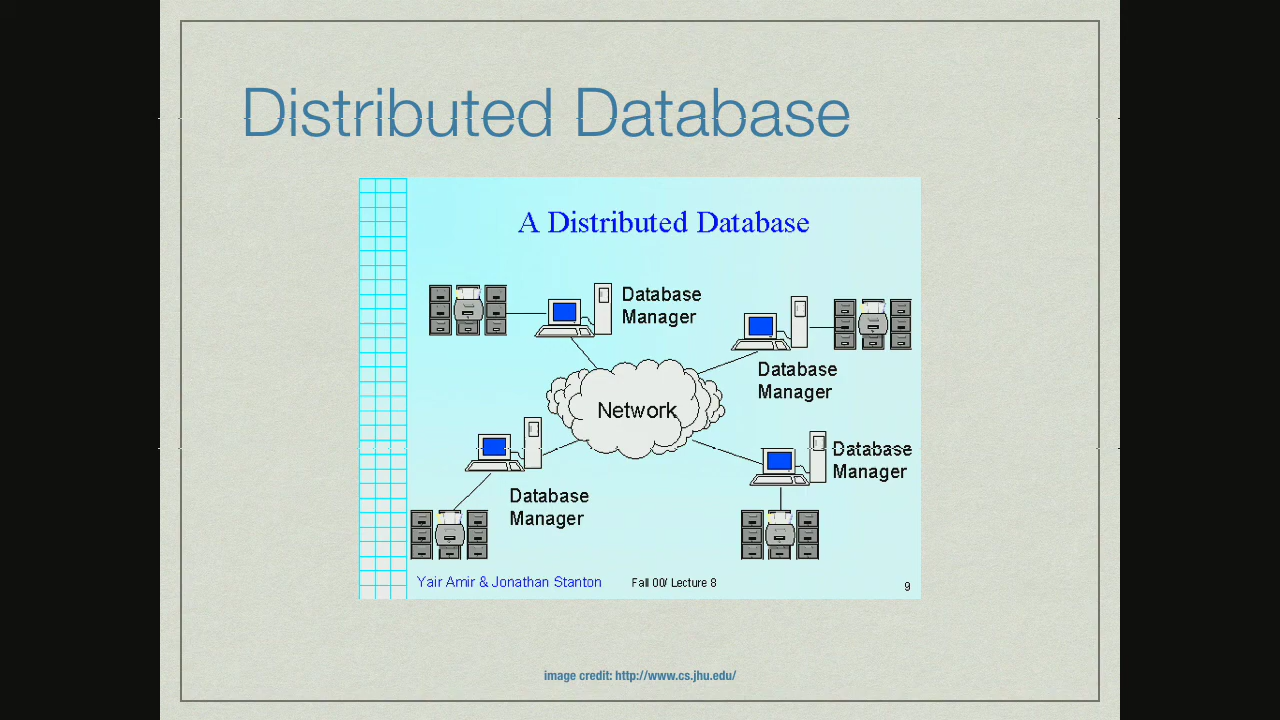 Distributed Database
A Distributed Database
Database
Manager
Database
Manager
Network
Database
Manager
Database
Manager
Yair Amir & Jonathan Stanton
Fall 00/ Lecture 8
9
image credit: http://www.cs.jhu.edu/